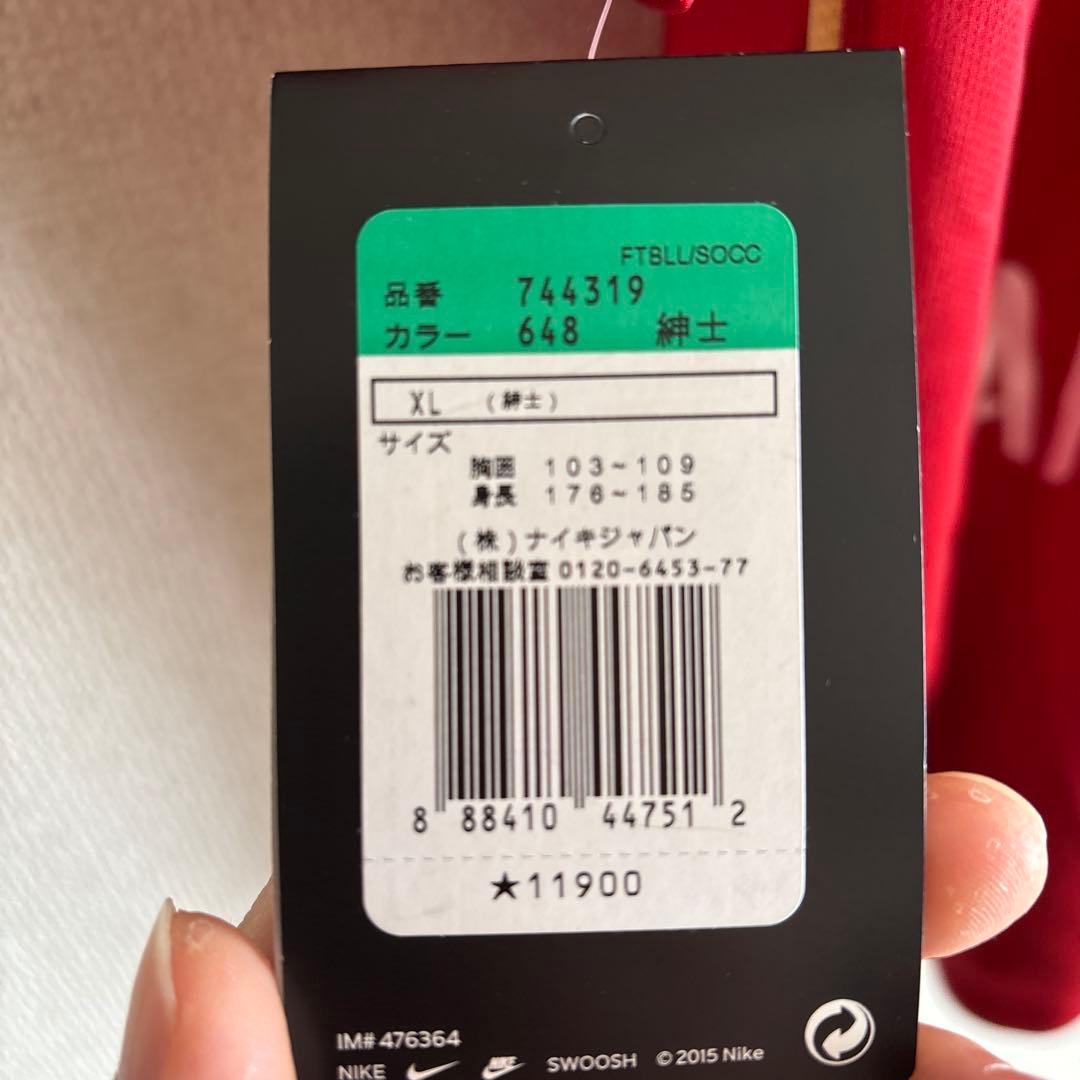 FTBLL/SOCC
品番 744319
カラー 648 紳士
XL (紳士)
サイズ
胸囲 103~109
身長 176~185
(株)ナイキジャパン
お客様相談室 0120-6453-77
8 88410 44751 2
★11900
IM# 476364
NIKE NIKE SWOOSH © 2015 Nike